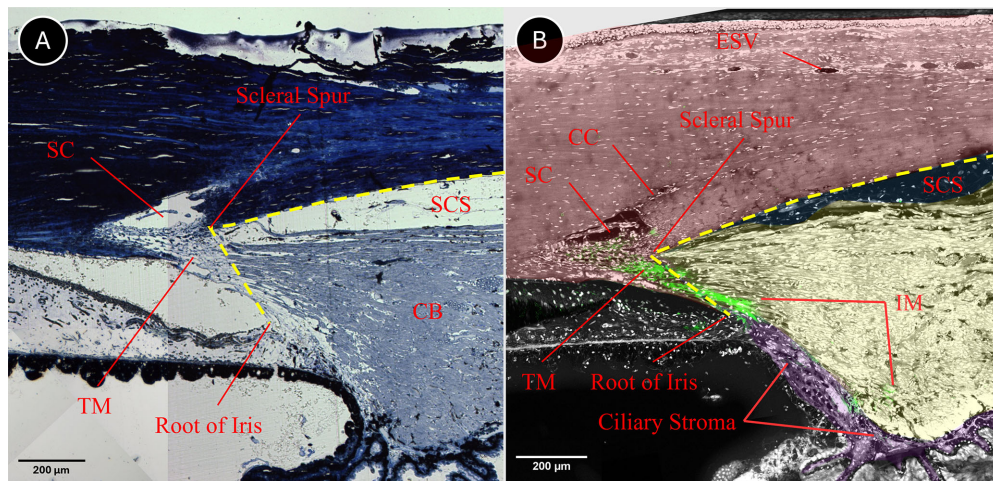 A
Scleral Spur
SC
SCS
CB
TM
Root of Iris
200 μm
B
ESV
Scleral Spur
CC
SC
SCS
IM
TM
Root of Iris
Ciliary Stroma
200 μm